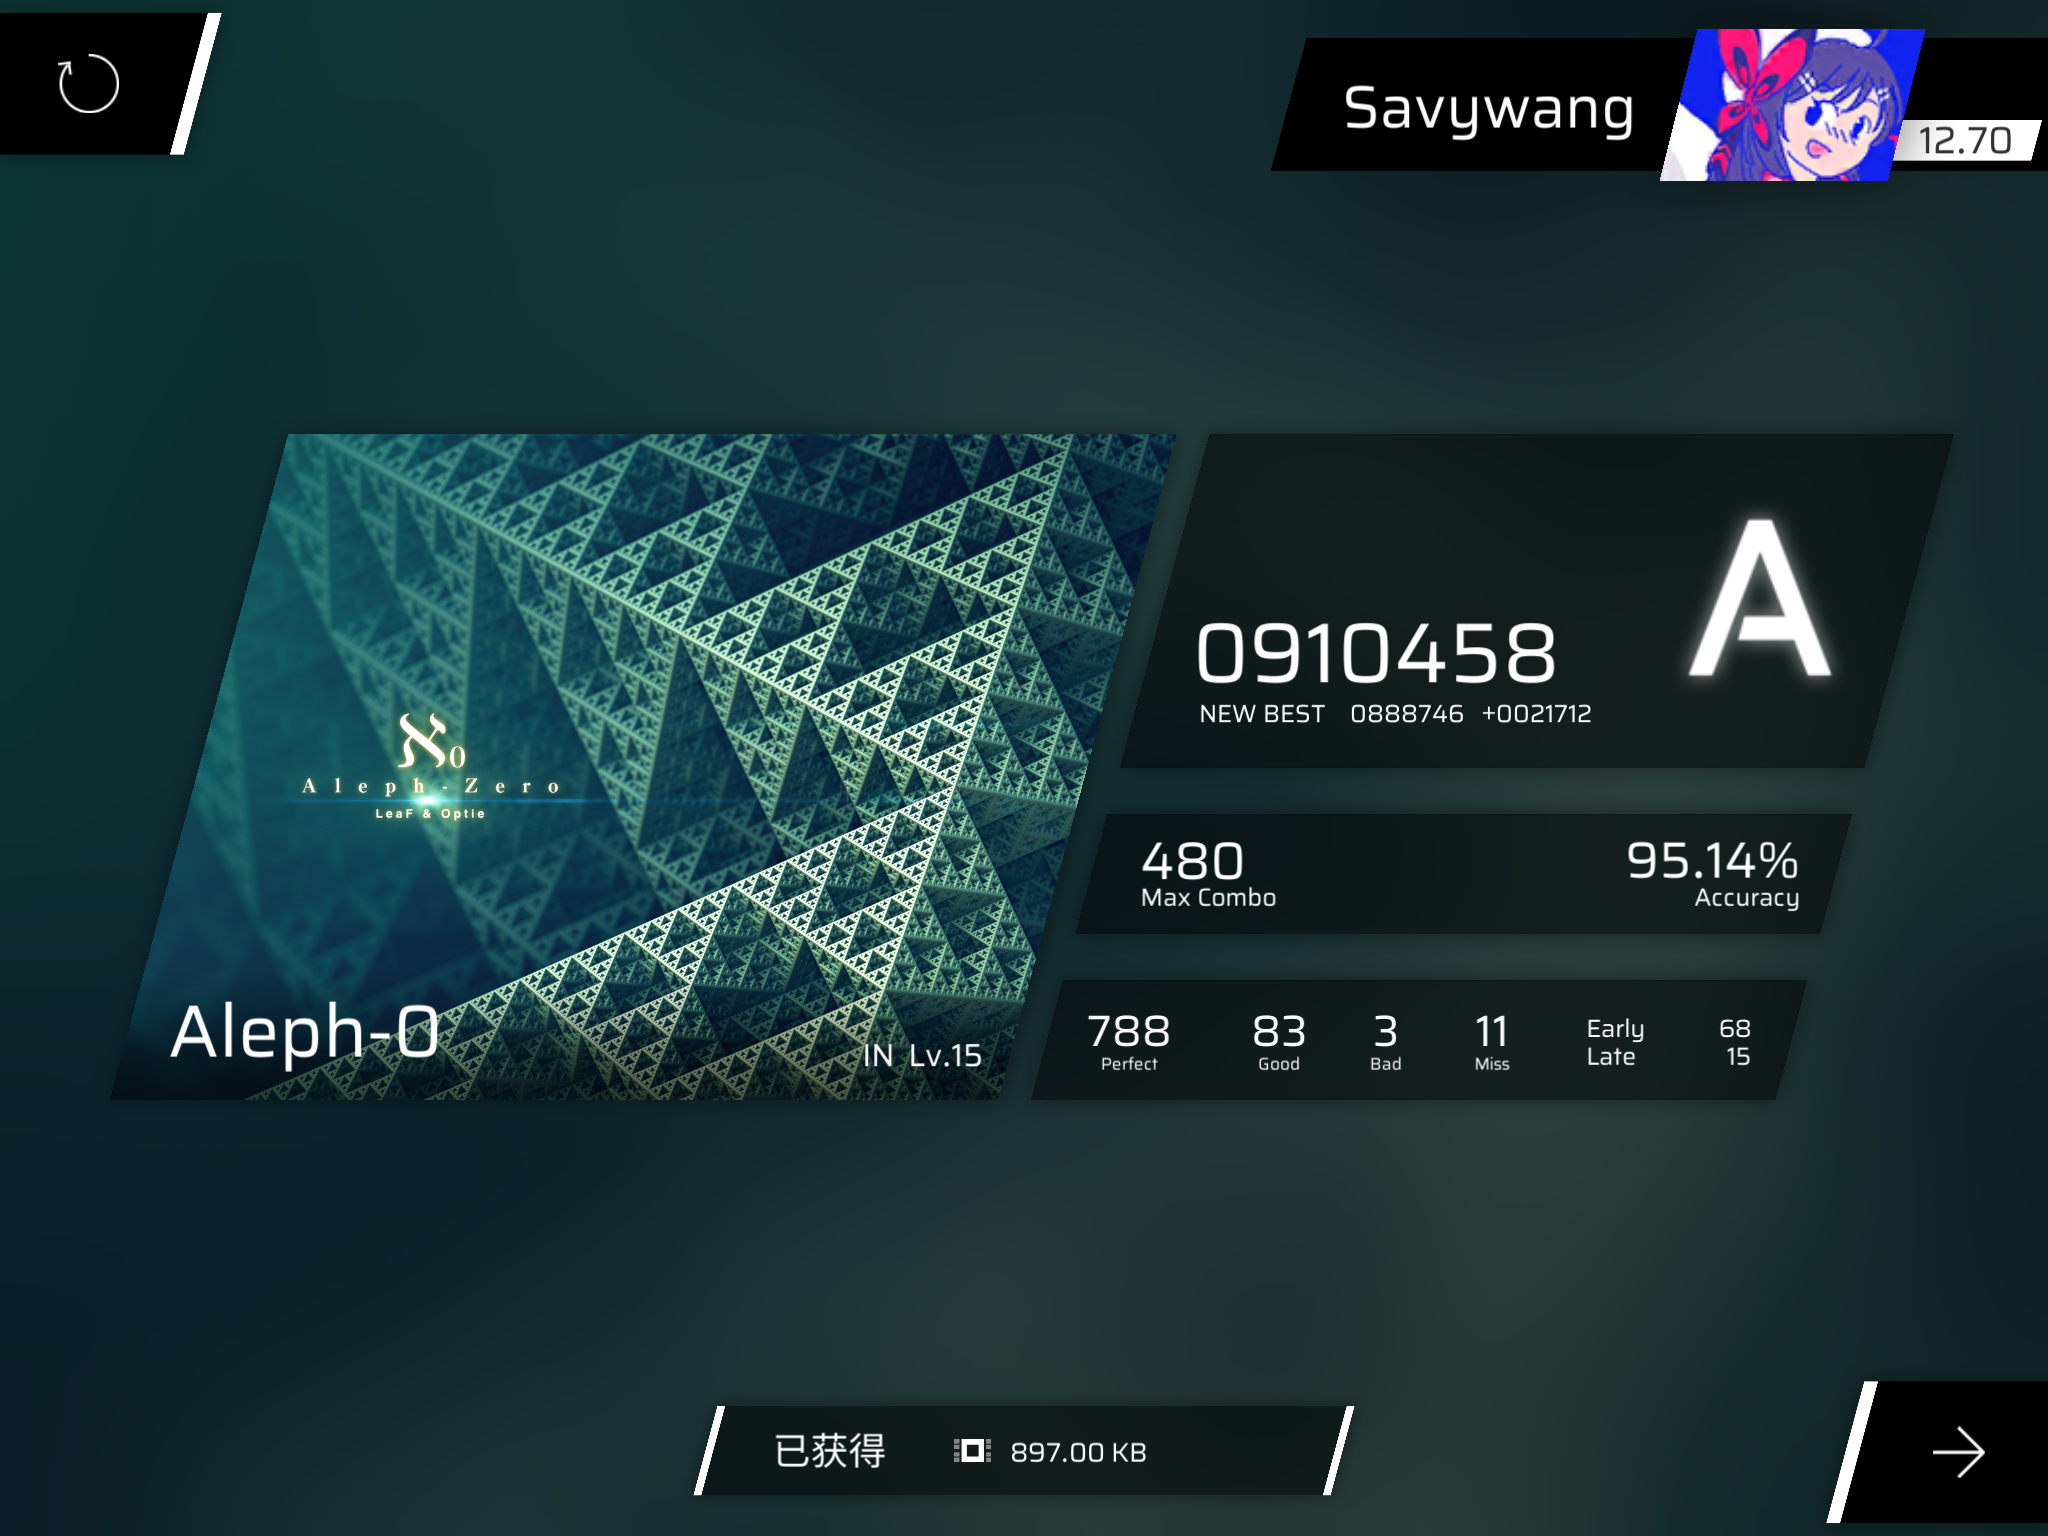 Savywang
12.70
ℵ0
Aleph-Zero
LeaF & Optie
Aleph-0
IN Lv.15
0910458
A
NEW BEST 0888746 +0021712
480
Max Combo
95.14%
Accuracy
788 83 3 11
Perfect Good Bad Miss
Early 68
Late 15
已获得 897.00 KB